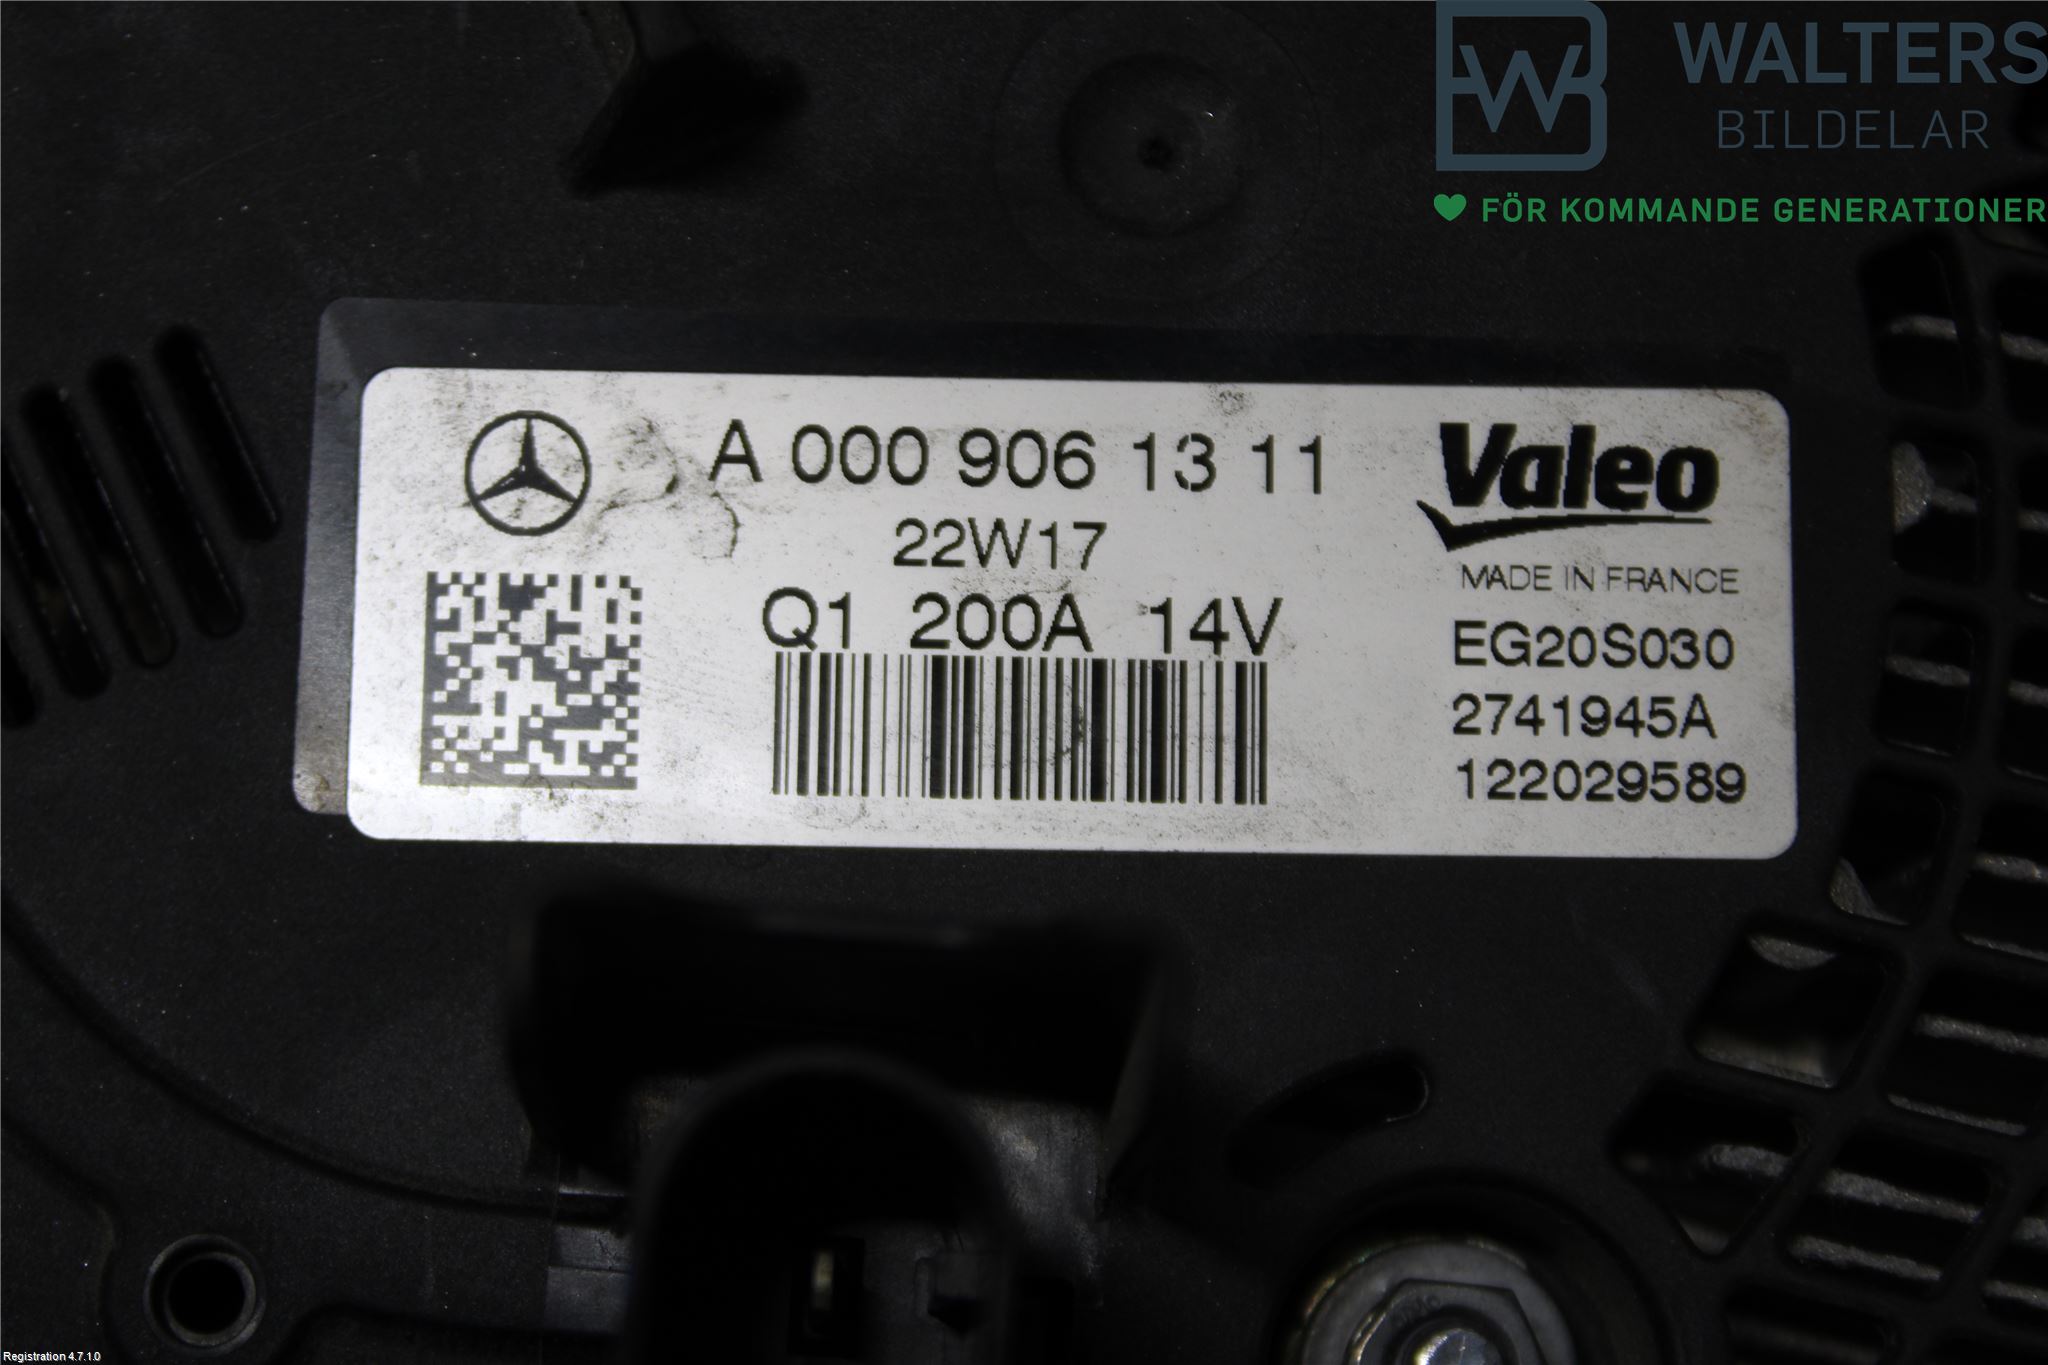 WALTERS
BILDELAR
FÖR KOMMANDE GENERATIONER
A 000 906 13 11
22W17
Q1 200A 14V
Valeo
MADE IN FRANCE
EG20S030
2741945A
122029589
Registration 4.7.1.0